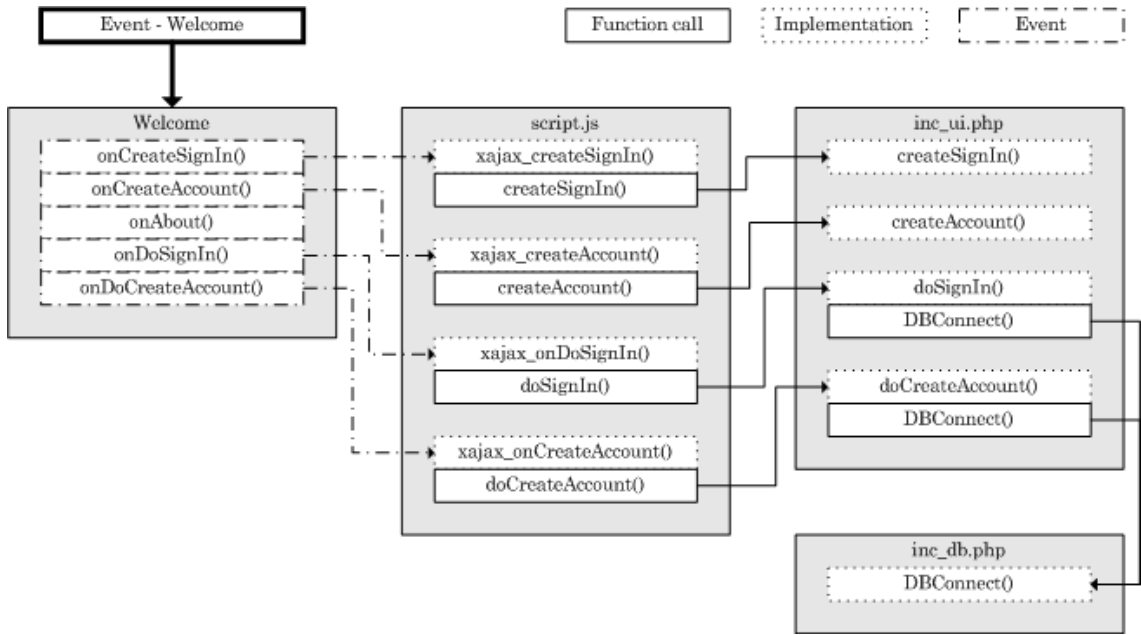 Event - Welcome
Function call
Implementation
Event
Welcome
onCreateSignIn()
onCreateAccount()
onAbout()
onDoSignIn()
onDoCreateAccount()
script.js
xajax_createSignIn()
createSignIn()
xajax_createAccount()
createAccount()
xajax_onDoSignIn()
doSignIn()
xajax_onCreateAccount()
doCreateAccount()
inc_ui.php
createSignIn()
createAccount()
doSignIn()
DBConnect()
doCreateAccount()
DBConnect()
inc_db.php
DBConnect()